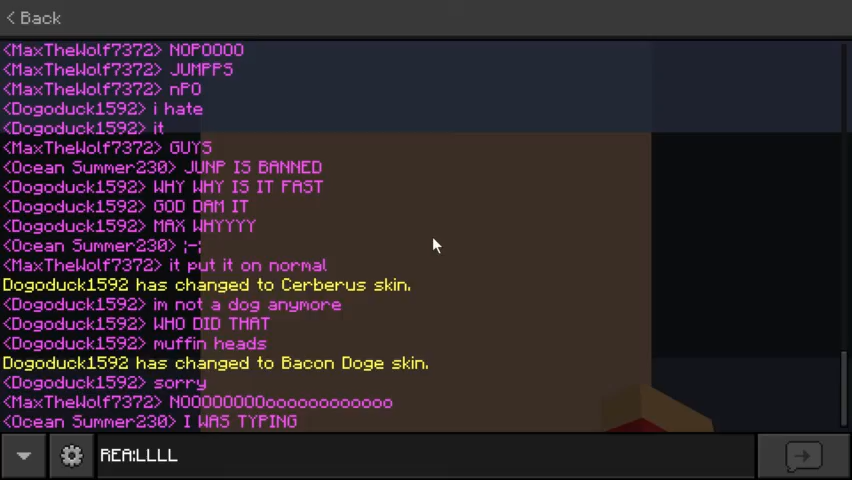 Back
<MaxTheWolf7372> NOPOOOO
<MaxTheWolf7372> JUMPPS
<MaxTheWolf7372> nPO
<Dogoduck1592> i hate
<Dogoduck1592> it
<MaxTheWolf7372> GUYS
<Ocean Summer230> JUNP IS BANNED
<Dogoduck1592> WHY WHY IS IT FAST
<Dogoduck1592> GOD DAM IT
<Dogoduck1592> MAX WHYYYY
<Ocean Summer230> ;-;
<MaxTheWolf7372> it put it on normal
Dogoduck1592 has changed to Cerberus skin.
<Dogoduck1592> im not a dog anymore
<Dogoduck1592> WHO DID THAT
<Dogoduck1592> muffin heads
Dogoduck1592 has changed to Bacon Doge skin.
<Dogoduck1592> sorry
<MaxTheWolf7372> NOOOOOOOOoooooooooooo
<Ocean Summer230> I WAS TYPING
REA:LLLL